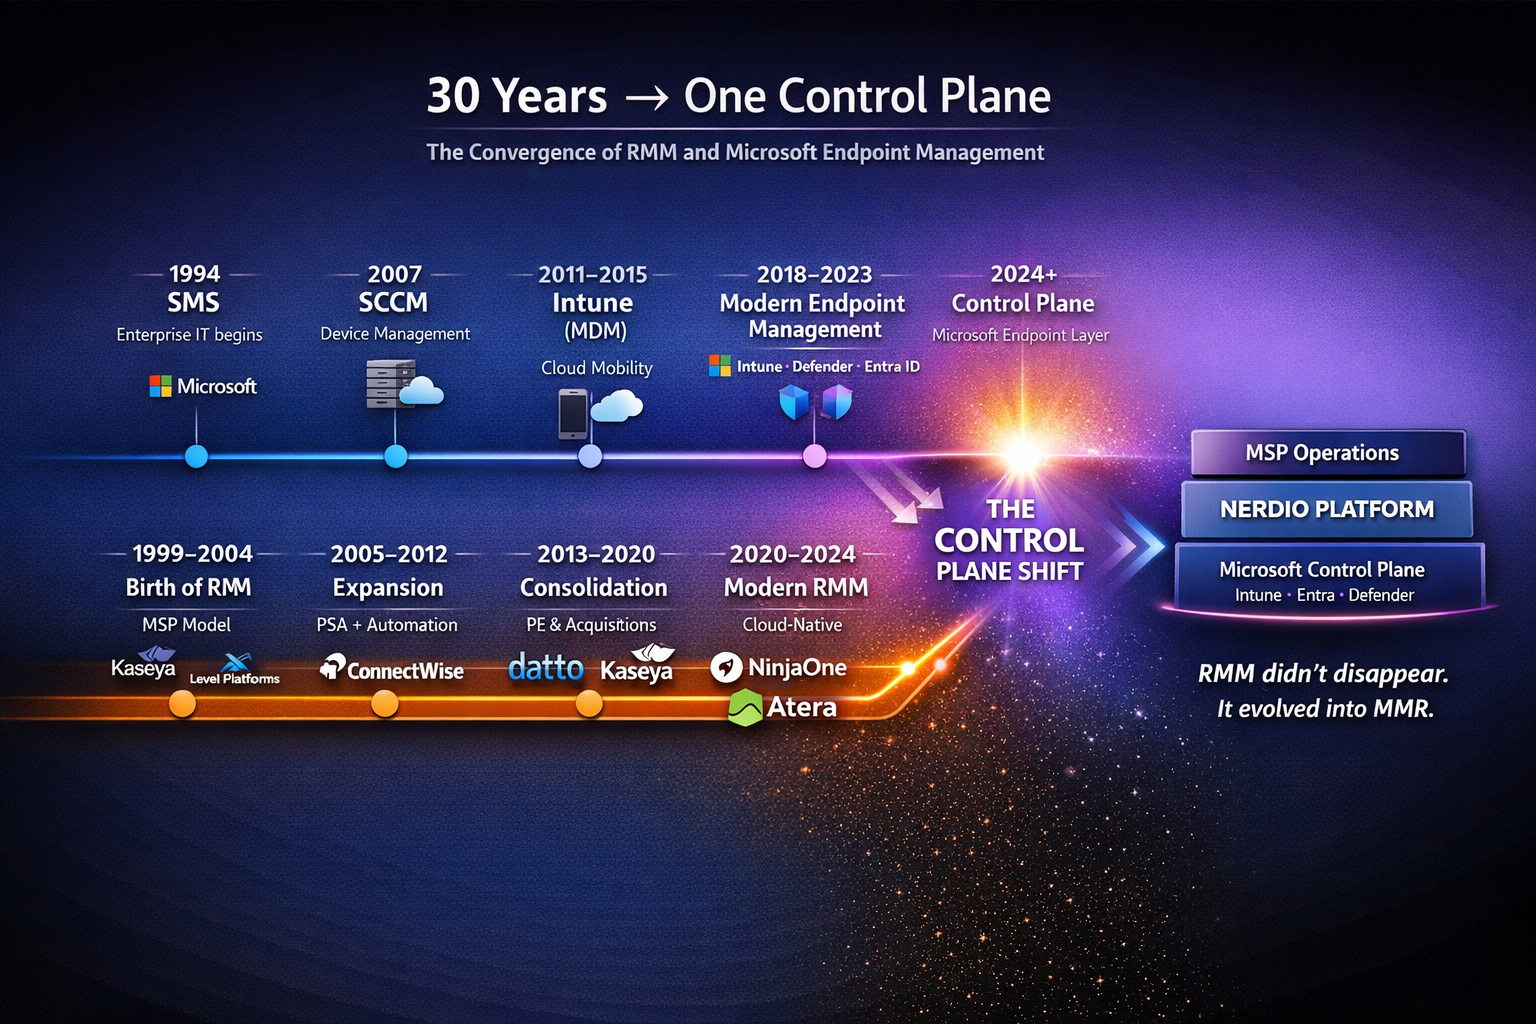 30 Years → One Control Plane
The Convergence of RMM and Microsoft Endpoint Management
1994
SMS
Enterprise IT begins
Microsoft
2007
SCCM
Device Management
2011–2015
Intune
(MDM)
Cloud Mobility
2018–2023
Modern Endpoint
Management
Intune · Defender · Entra ID
2024+
Control Plane
Microsoft Endpoint Layer
1999–2004
Birth of RMM
MSP Model
Kaseya
Level Platforms
2005–2012
Expansion
PSA + Automation
ConnectWise
2013–2020
Consolidation
PE & Acquisitions
datto
Kaseya
2020–2024
Modern RMM
Cloud-Native
NinjaOne
Atera
THE
CONTROL
PLANE SHIFT
MSP Operations
NERDIO PLATFORM
Microsoft Control Plane
Intune · Entra · Defender
RMM didn't disappear.
It evolved into MMR.